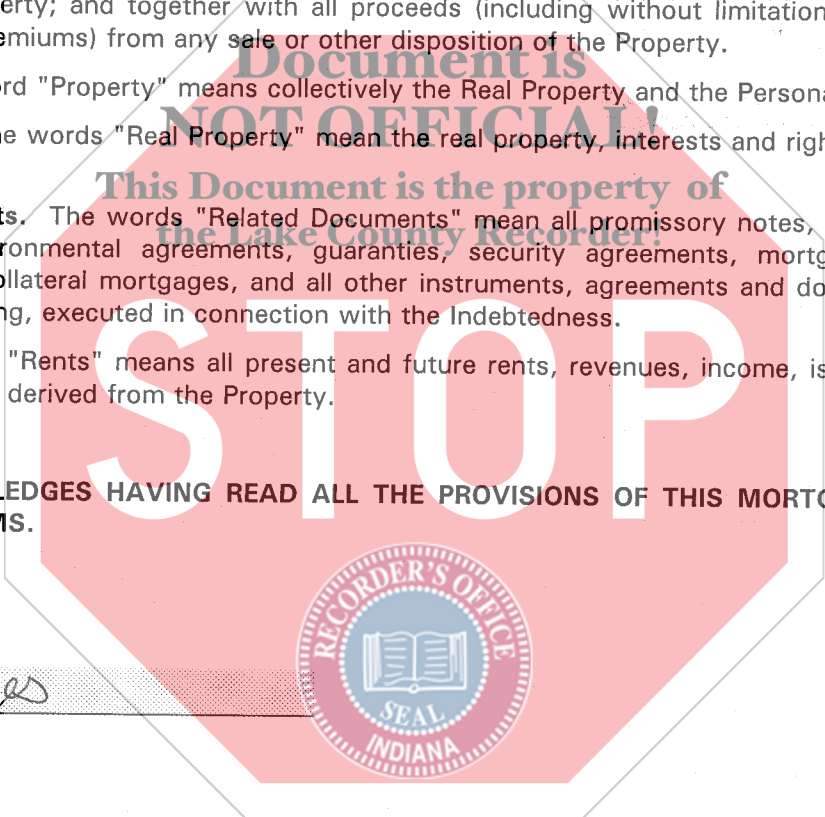 erty; and together with all proceeds (including without limitation
emiums) from any sale or other disposition of the Property.
Document is
ord "Property" means collectively the Real Property and the Persona
NOT OFFICIAL!
he words "Real Property" mean the real property, interests and righ
This Document is the property of
ts. The words "Related Documents" mean all promissory notes,
the Lake County Recorder!
ronmental agreements, guaranties, security agreements, mortg
ollateral mortgages, and all other instruments, agreements and do
ng, executed in connection with the Indebtedness.
"Rents" means all present and future rents, revenues, income, is
derived from the Property.
STOP
LEDGES HAVING READ ALL THE PROVISIONS OF THIS MORTG
MS.
RECORDER'S OFFICE
SEAL
INDIANA